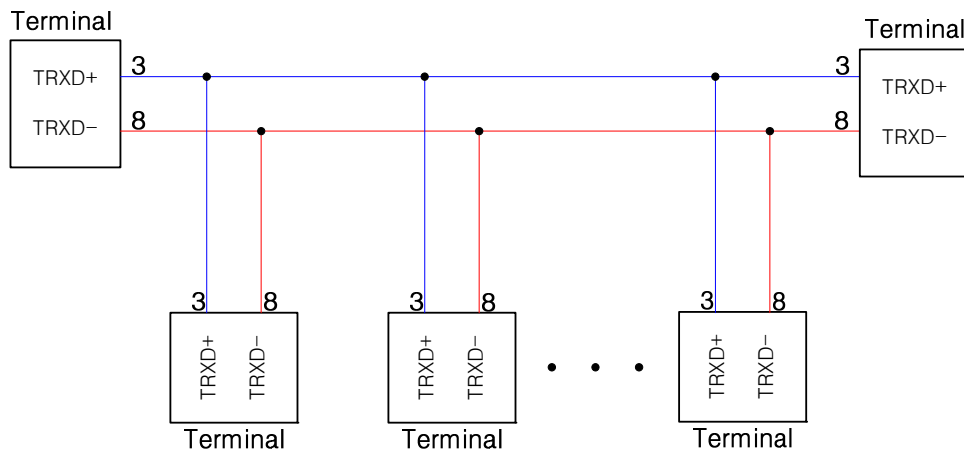 Terminal
TRXD+
3
TRXD-
8
Terminal
3
TRXD+
8
TRXD-
3
8
TRXD+
TRXD-
Terminal
3
8
TRXD+
TRXD-
Terminal
3
8
TRXD+
TRXD-
Terminal